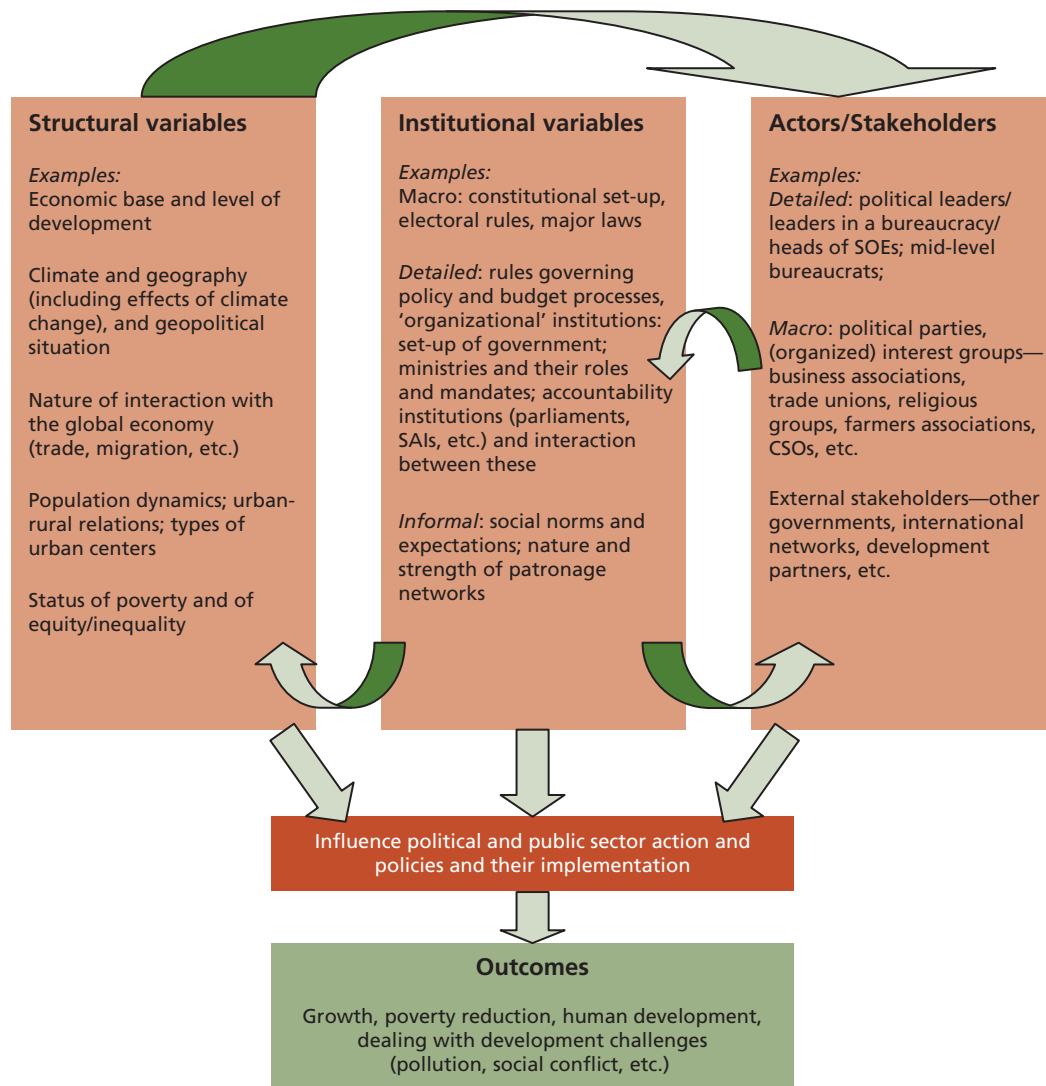 Structural variables
Examples:
Economic base and level of
development
Climate and geography
(including effects of climate
change), and geopolitical
situation
Nature of interaction with
the global economy
(trade, migration, etc.)
Population dynamics; urban-
rural relations; types of
urban centers
Status of poverty and of
equity/inequality
Institutional variables
Examples:
Macro: constitutional set-up,
electoral rules, major laws
Detailed: rules governing
policy and budget processes,
‘organizational’ institutions:
set-up of government;
ministries and their roles
and mandates; accountability
institutions (parliaments,
SAIs, etc.) and interaction
between these
Informal: social norms and
expectations; nature and
strength of patronage
networks
Actors/Stakeholders
Examples:
Detailed: political leaders/
leaders in a bureaucracy/
heads of SOEs; mid-level
bureaucrats;
Macro: political parties,
(organized) interest groups—
business associations,
trade unions, religious
groups, farmers associations,
CSOs, etc.
External stakeholders—other
governments, international
networks, development
partners, etc.
Influence political and public sector action and
policies and their implementation
Outcomes
Growth, poverty reduction, human development,
dealing with development challenges
(pollution, social conflict, etc.)